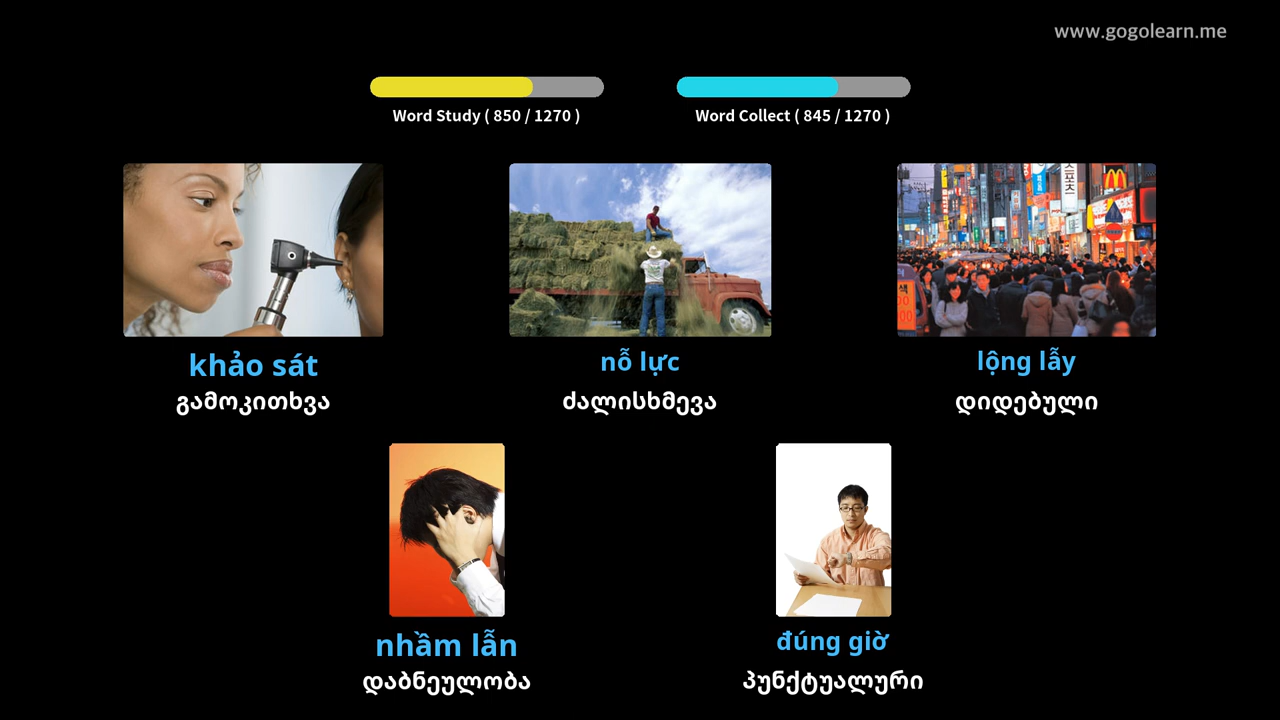 www.gogolearn.me
Word Study ( 850 / 1270 )
Word Collect ( 845 / 1270 )
khảo sát
გამოკითხვა
nỗ lực
ძალისხმევა
lộng lẫy
დიდებული
nhầm lẫn
დაბნეულობა
đúng giờ
პუნქტუალური